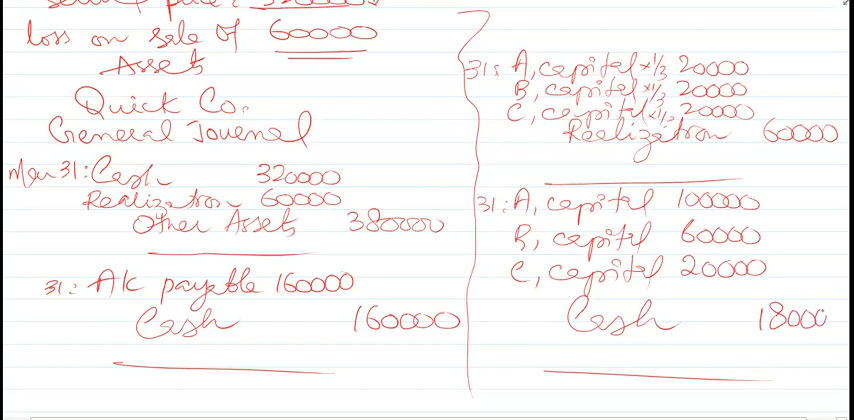 loss on sale of 60000
Assets
Quick Co.
General Journal
Mar 31: Cash 320000
Realization 60000
Other Assets 380000
31: A/c payable 160000
Cash 160000
31: A, capital x1/3 20000
B, capital x1/3 20000
C, capital x1/3 20000
Realization 60000
31: A, capital 100000
B, capital 60000
C, capital 20000
Cash 18000